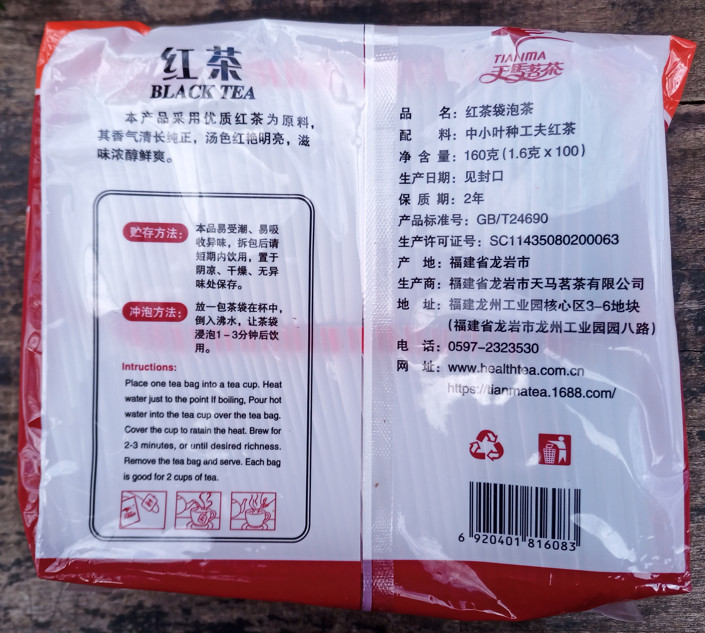 红茶
BLACK TEA
本产品采用优质红茶为原料，
其香气清长纯正，汤色红艳明亮，滋
味浓醇鲜爽。
贮存方法：
本品易受潮、易吸
收异味，拆包后请
短期内饮用，置于
阴凉、干燥、无异
味处保存。
冲泡方法：
放一包茶袋在杯中，
倒入沸水，让茶袋
浸泡1－3分钟后饮
用。
Intructions:
Place one tea bag into a tea cup. Heat
water just to the point If boiling, Pour hot
water into the tea cup over the tea bag.
Cover the cup to ratain the heat. Brew for
2-3 minutes, or until desired richness.
Remove the tea bag and serve. Each bag
is good for 2 cups of tea.
TIANMA
天马茗茶
品　　名：红茶袋泡茶
配　　料：中小叶种工夫红茶
净 含 量：160克(1.6克 x 100)
生产日期：见封口
保 质 期：2年
产品标准号：GB/T24690
生产许可证号：SC11435080200063
产　　地：福建省龙岩市
生产商：福建省龙岩市天马茗茶有限公司
地　　址：福建龙州工业园核心区3-6地块
(福建省龙岩市龙州工业园园八路)
电　　话：0597-2323530
网　　址：www.healthtea.com.cn
https://tianmatea.1688.com/
6 920401 816083